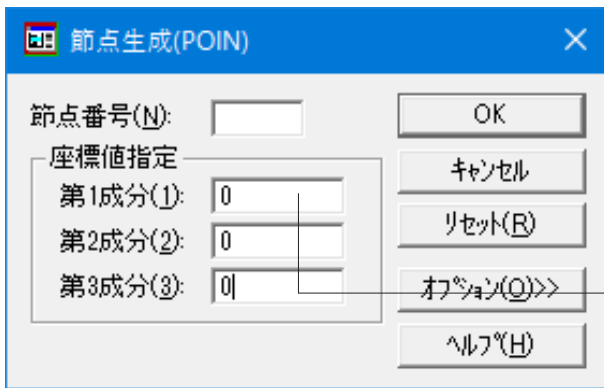 節点生成(POIN)
節点番号(N):
座標値指定
第1成分(1): 0
第2成分(2): 0
第3成分(3): 0
OK
ｷｬﾝｾﾙ
ﾘｾｯﾄ(R)
ｵﾌﾟｼｮﾝ(O)>>
ﾍﾙﾌﾟ(H)